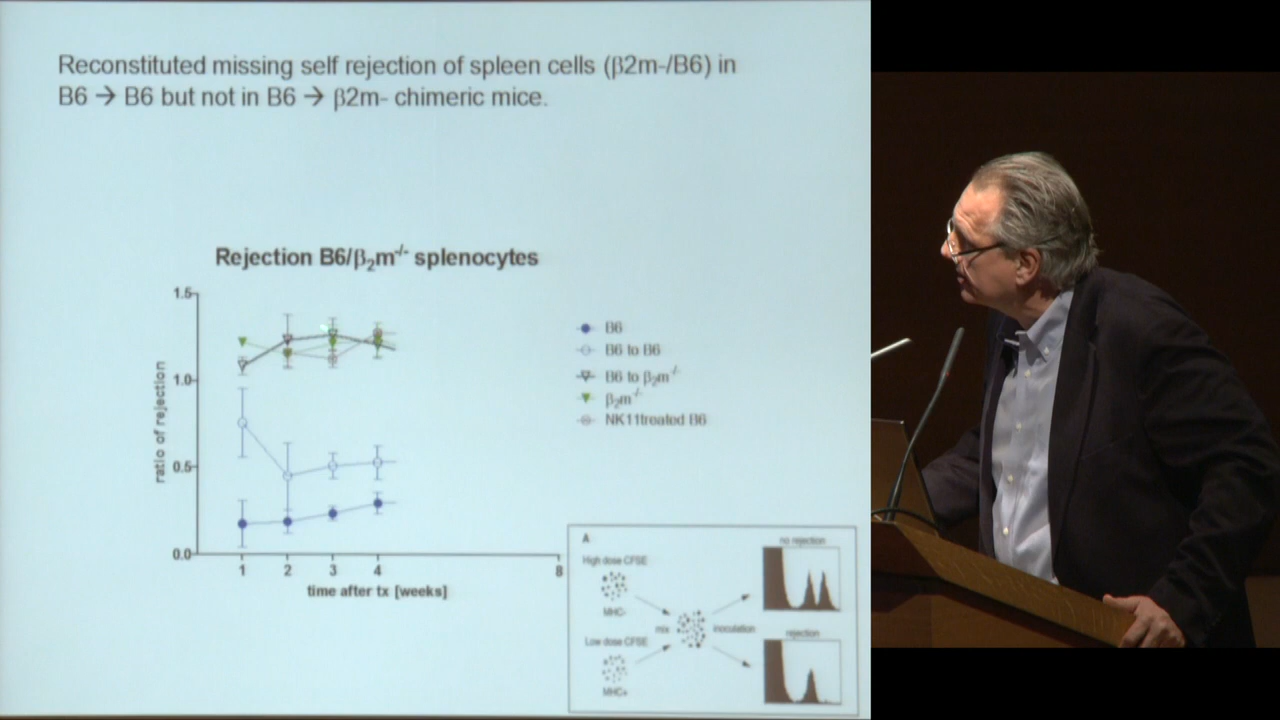 Reconstituted missing self rejection of spleen cells (β2m-/B6) in
B6 → B6 but not in B6 → β2m- chimeric mice.
Rejection B6/β₂m⁻/⁻ splenocytes
ratio of rejection
1.5
1.0
0.5
0.0
1 2 3 4 8
time after tx [weeks]
B6
B6 to B6
B6 to β₂m⁻/⁻
β₂m⁻/⁻
NK11treated B6
A
High dose CFSE
MHC-
Low dose CFSE
MHC+
mix
inoculation
no rejection
rejection